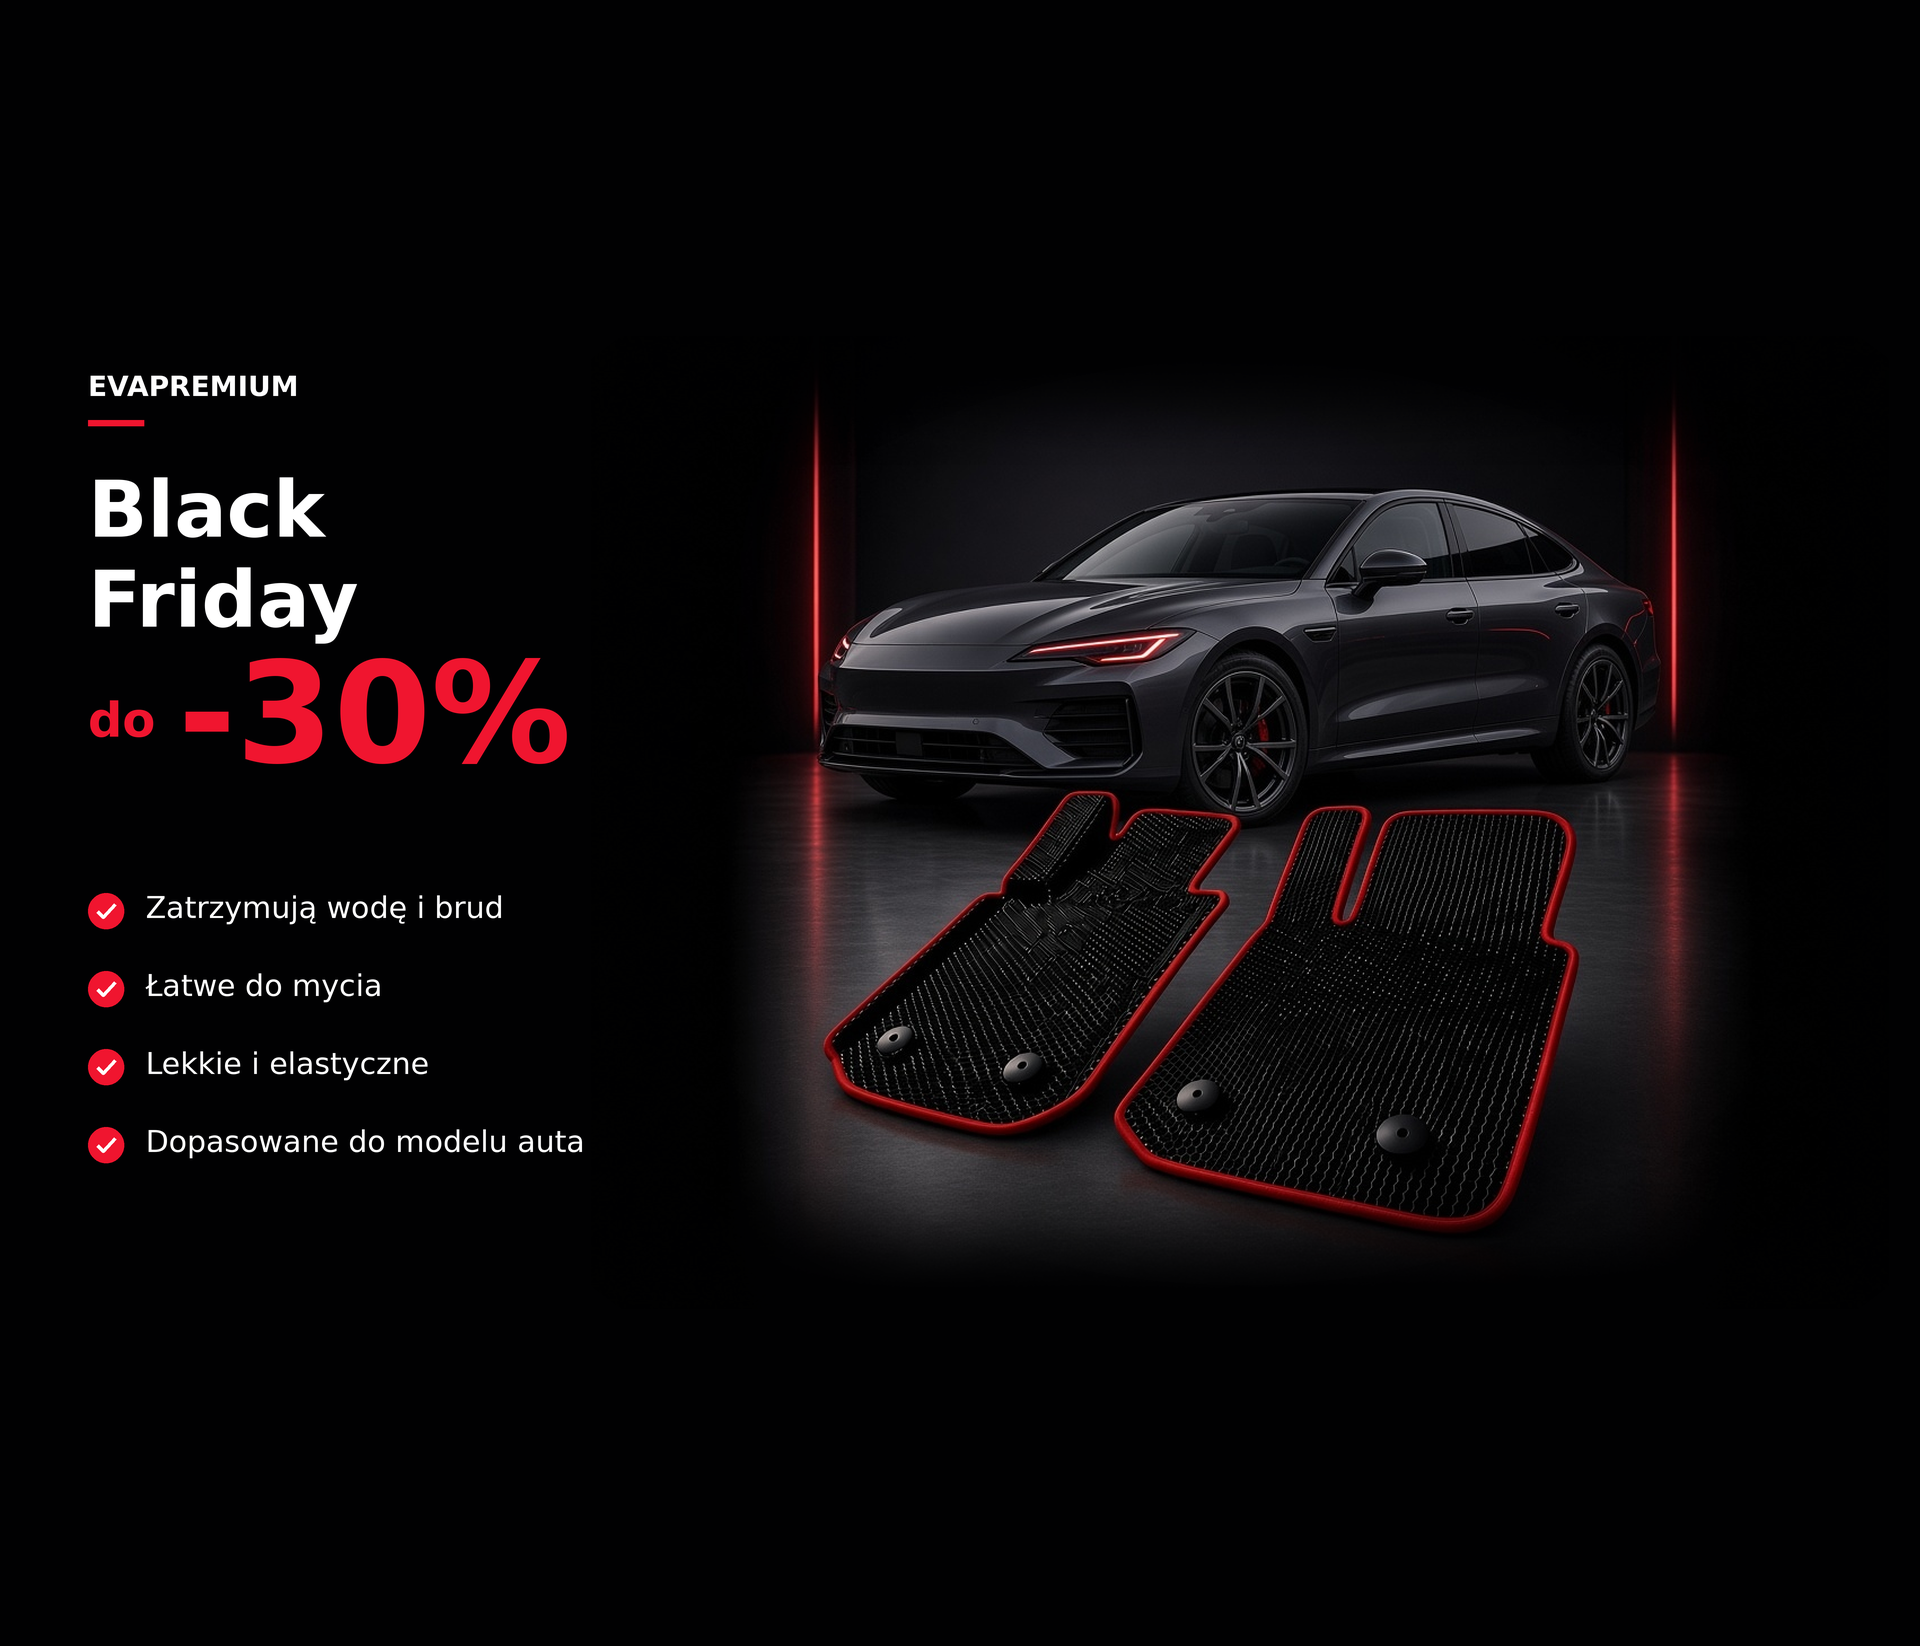 EVAPREMIUM
Black
Friday
do -30%
Zatrzymują wodę i brud
Łatwe do mycia
Lekkie i elastyczne
Dopasowane do modelu auta